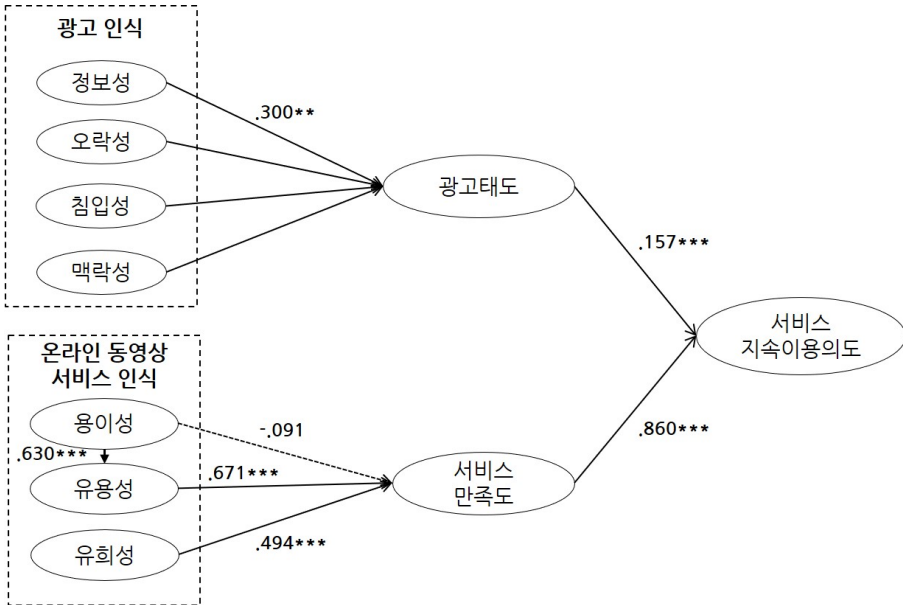 광고 인식
정보성
.300**
오락성
광고태도
침입성
.157***
맥락성
서비스
지속이용의도
온라인 동영상
서비스 인식
용이성
-.091
.860***
.630***
.671***
서비스
만족도
유용성
.494***
유희성